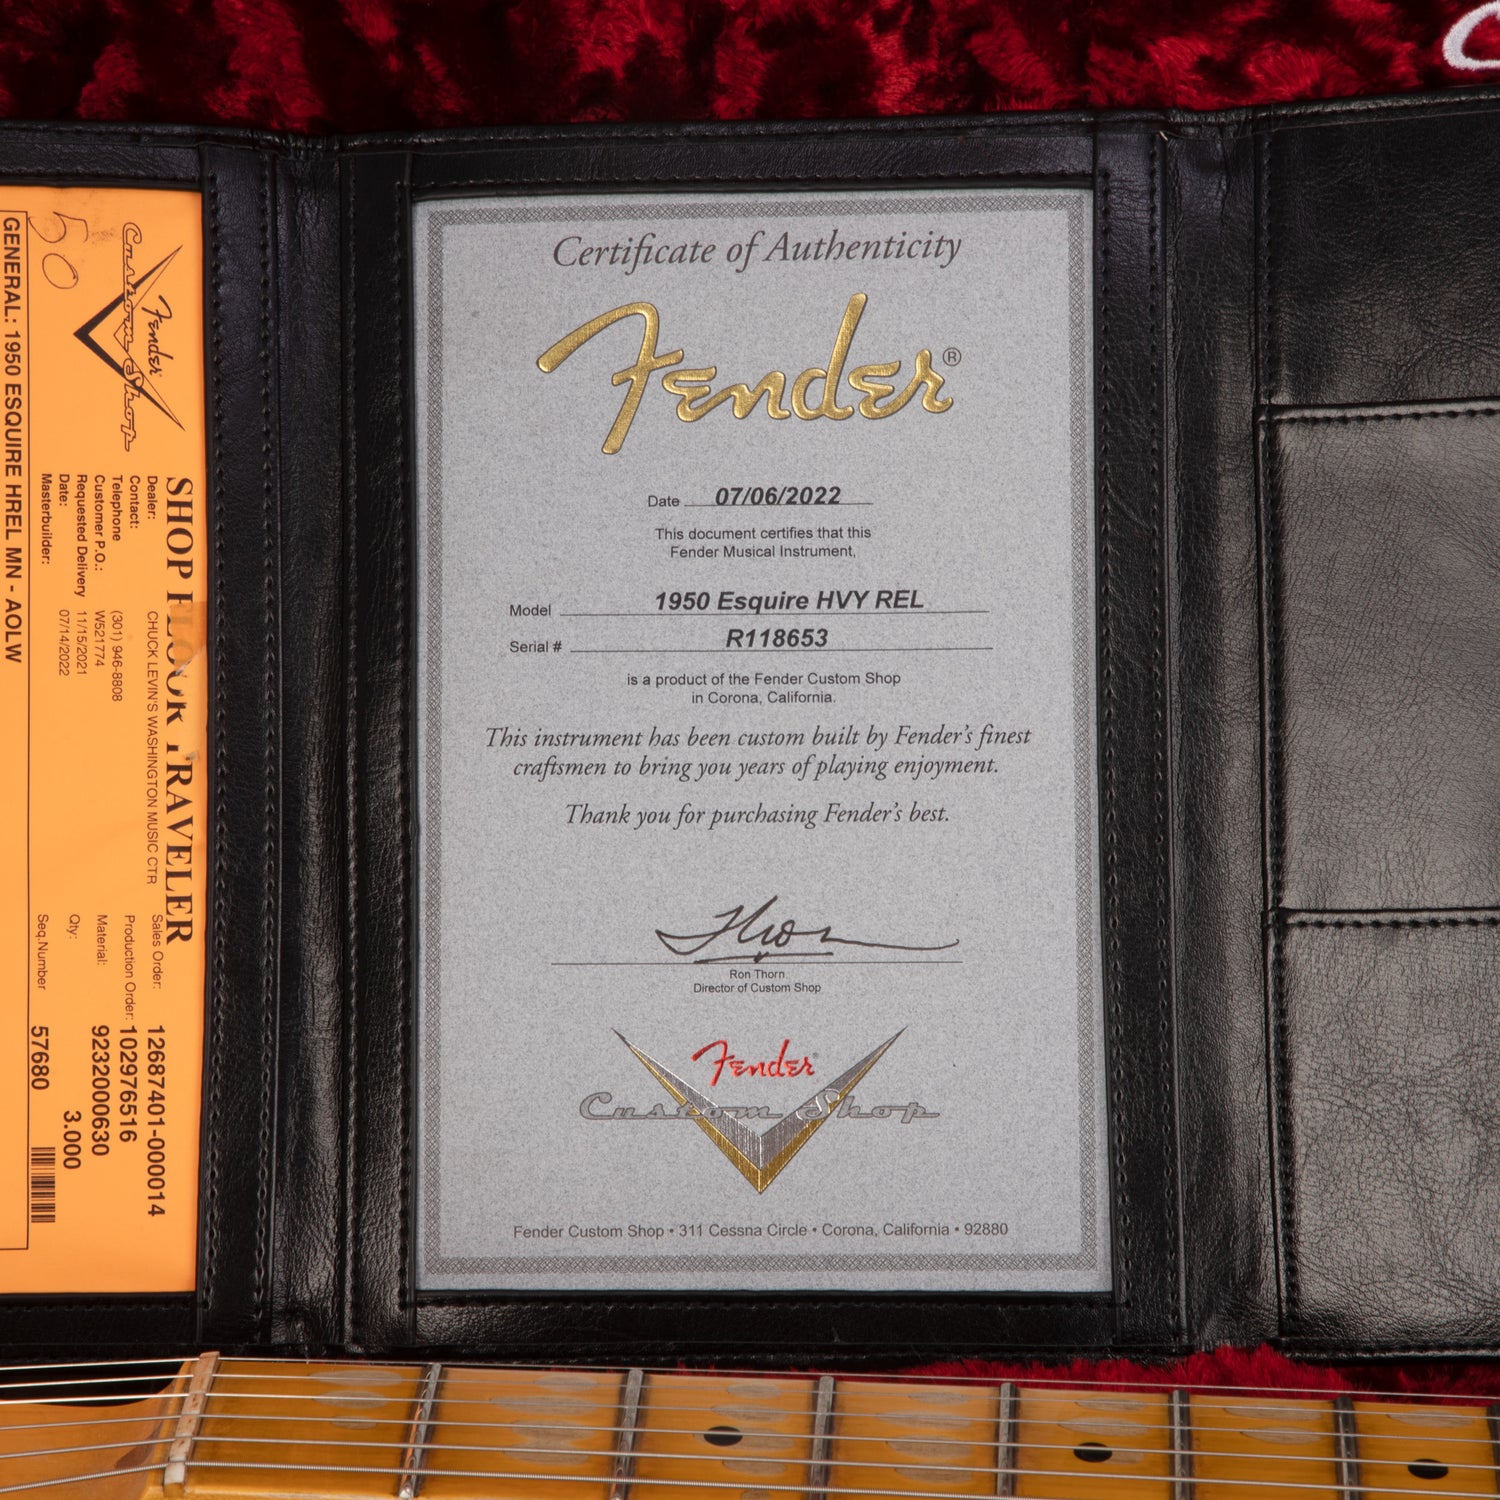 50
Fender
Custom Shop
SHOP FLOOR TRAVELER
Dealer: CHUCK LEVIN'S WASHINGTON MUSIC CTR
Contact:
Telephone (301) 946-8808
Customer P.O.: W521774
Requested Delivery 11/15/2021
Date: 07/14/2022
Masterbuilder:
Sales Order: 12687401-000014
Production Order: 102976516
Material: 9232000630
Qty: 3.000
Seq.Number 57680
GENERAL: 1950 ESQUIRE HREL MN - AOLW
Certificate of Authenticity
Fender®
Date 07/06/2022
This document certifies that this
Fender Musical Instrument,
Model 1950 Esquire HVY REL
Serial # R118653
is a product of the Fender Custom Shop
in Corona, California.
This instrument has been custom built by Fender's finest
craftsmen to bring you years of playing enjoyment.
Thank you for purchasing Fender's best.
Ron Thorn
Director of Custom Shop
Fender
Custom Shop
Fender Custom Shop • 311 Cessna Circle • Corona, California • 92880